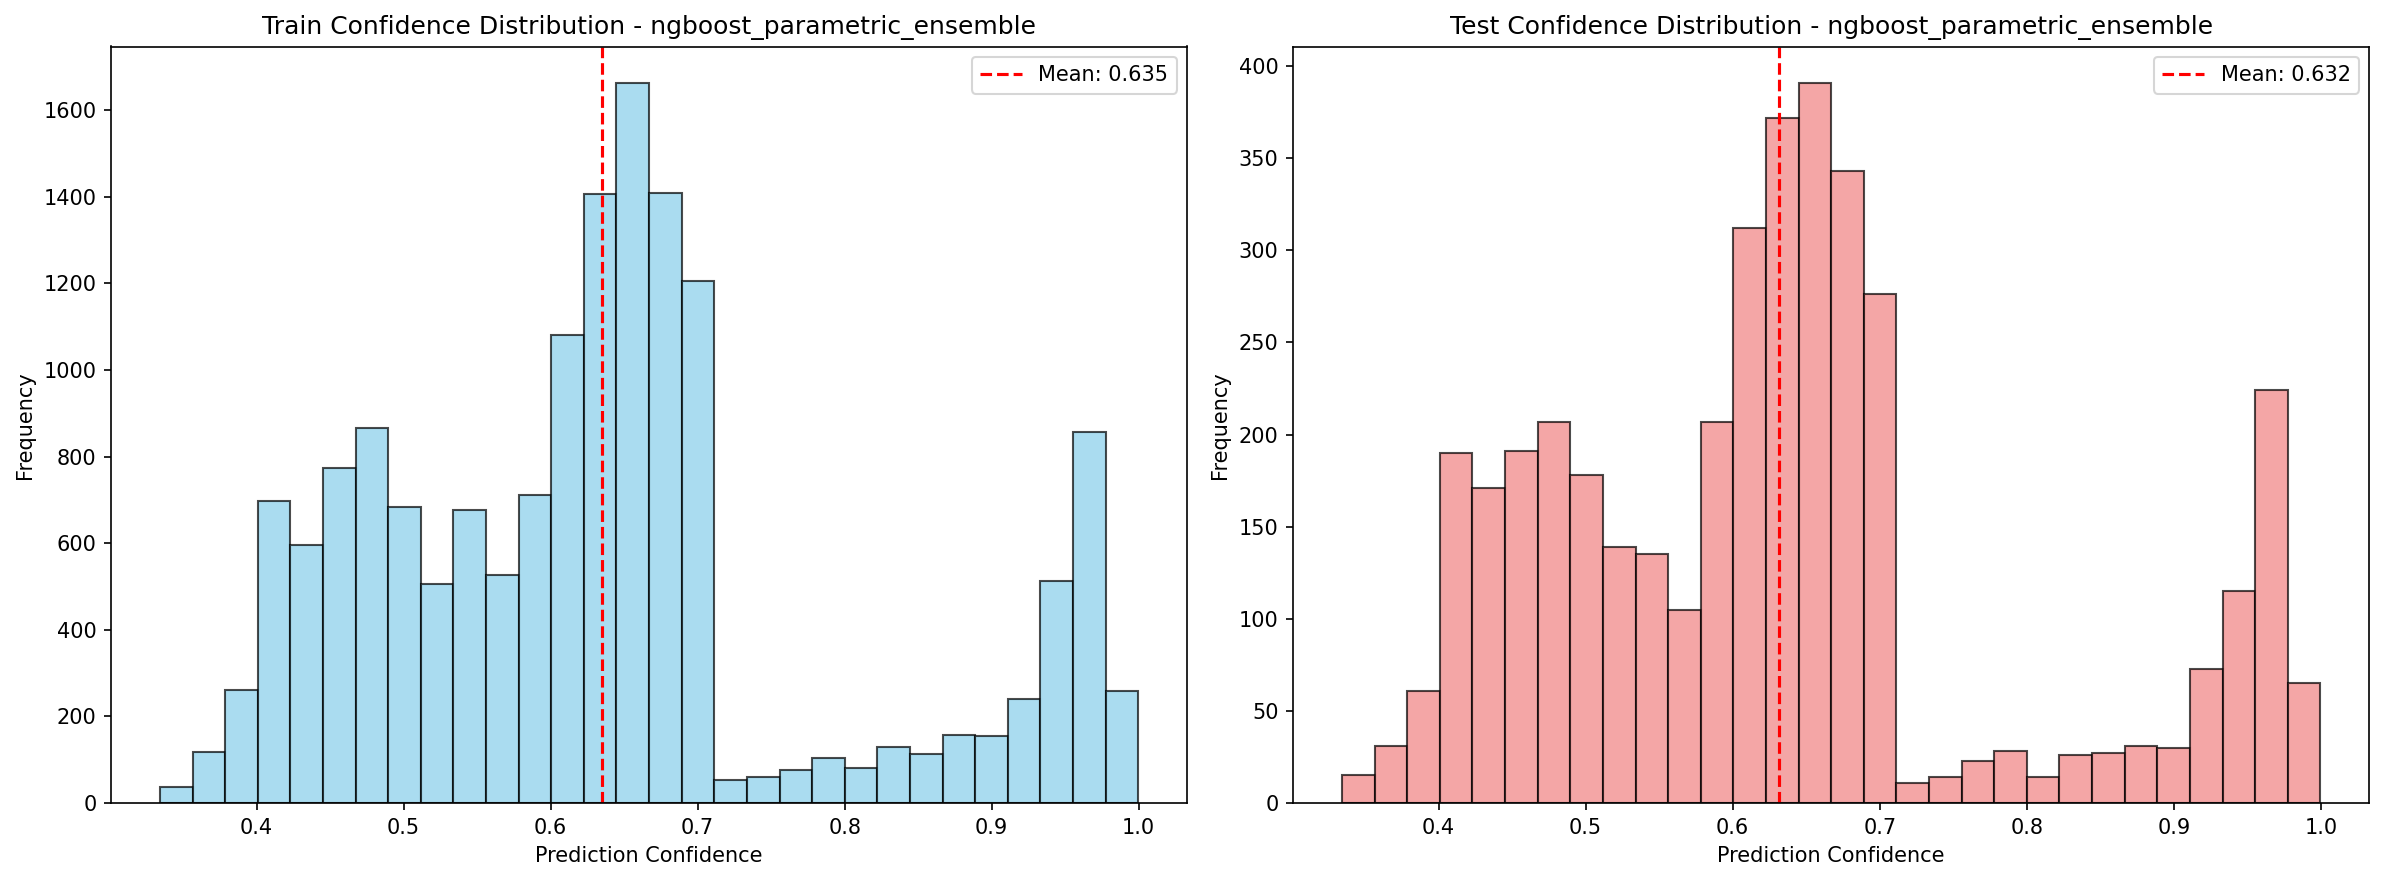 Train Confidence Distribution - ngboost_parametric_ensemble
Mean: 0.635
Frequency
1600
1400
1200
1000
800
600
400
200
0
0.4 0.5 0.6 0.7 0.8 0.9 1.0
Prediction Confidence
Test Confidence Distribution - ngboost_parametric_ensemble
Mean: 0.632
Frequency
400
350
300
250
200
150
100
50
0
0.4 0.5 0.6 0.7 0.8 0.9 1.0
Prediction Confidence